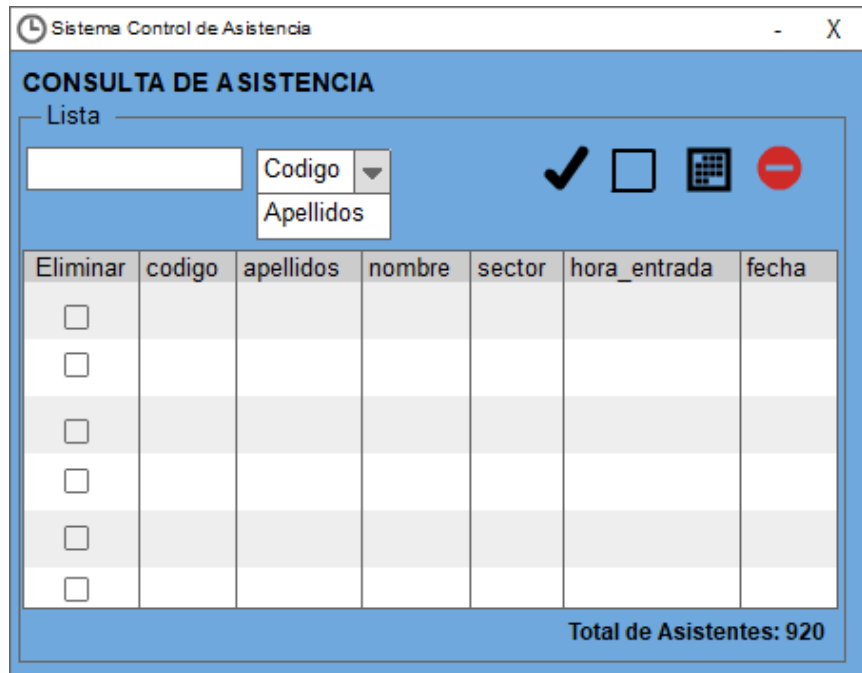 Sistema Control de Asistencia - X
CONSULTA DE ASISTENCIA
Lista
Codigo
Apellidos
Eliminar codigo apellidos nombre sector hora_entrada fecha
Total de Asistentes: 920